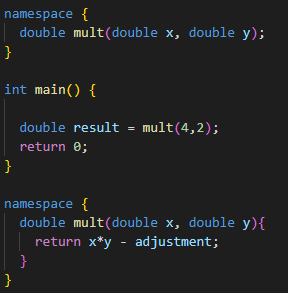 namespace {
  double mult(double x, double y);
}

int main() {

  double result = mult(4,2);
  return 0;
}

namespace {
  double mult(double x, double y){
    return x*y - adjustment;
  }
}